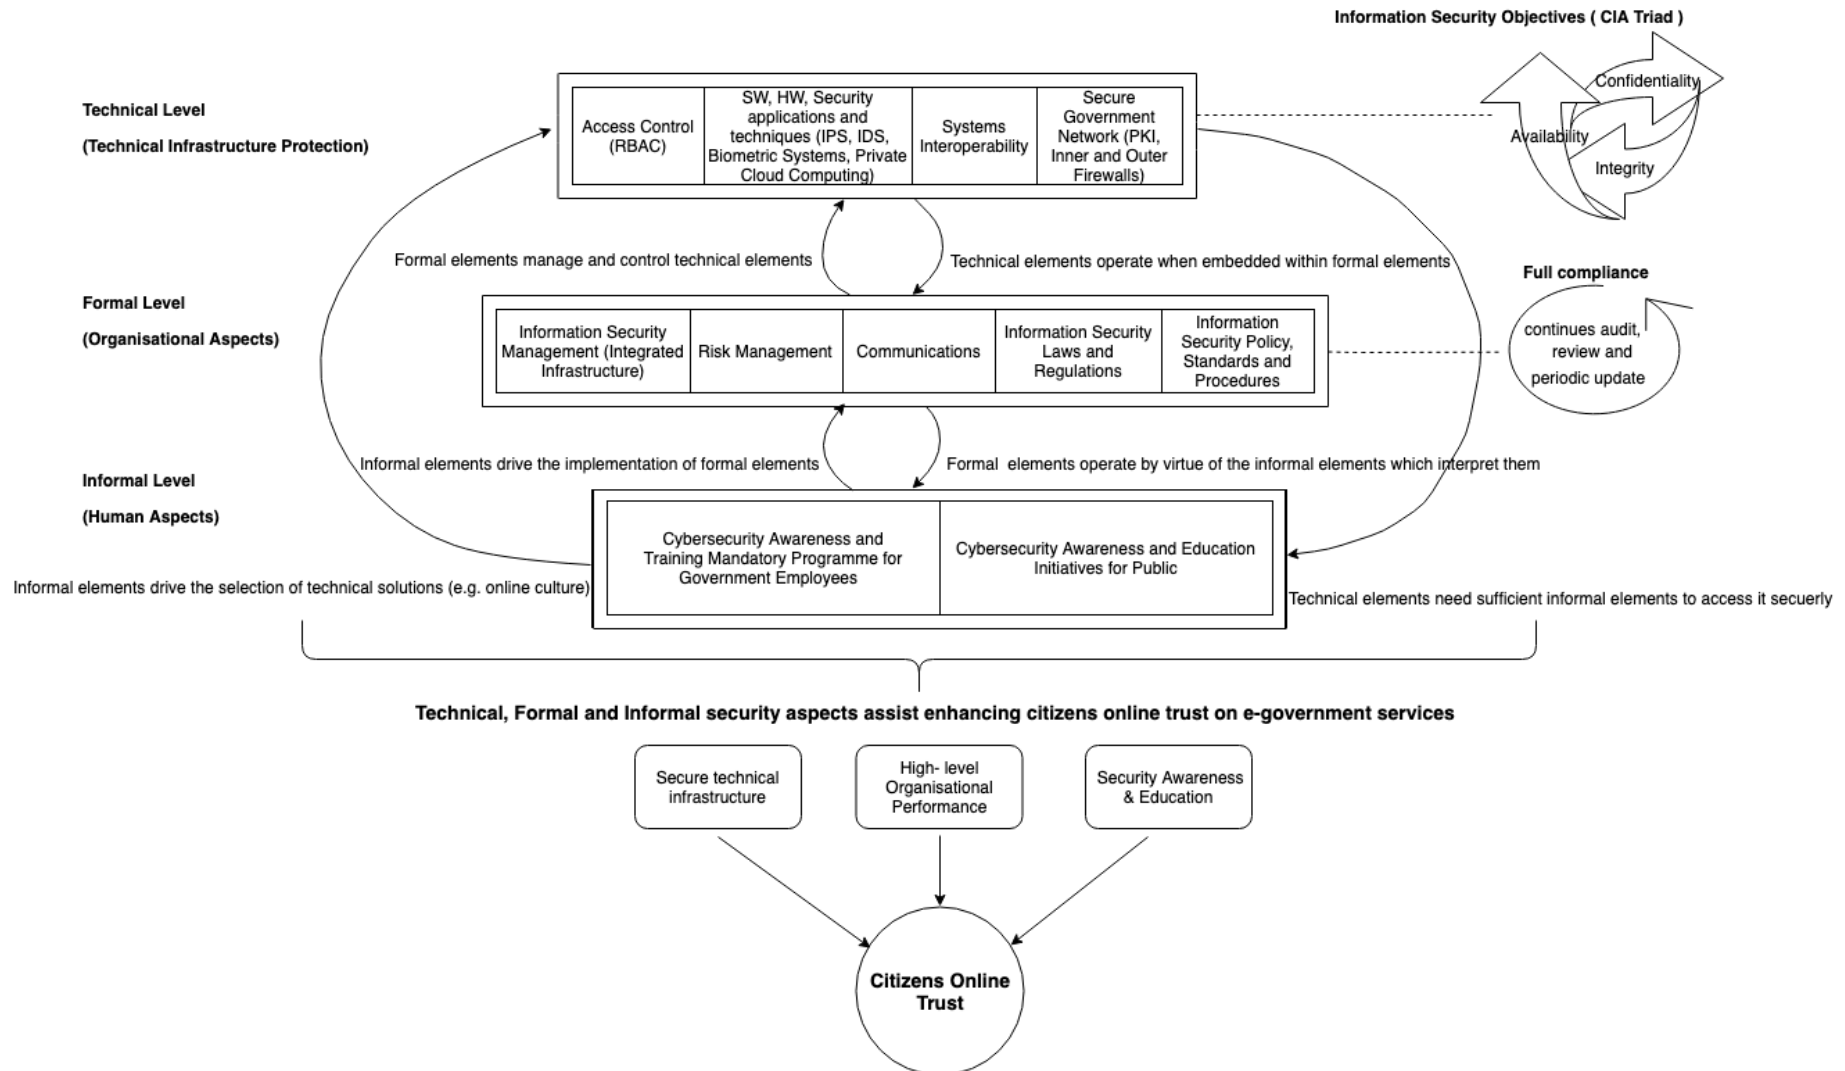 Information Security Objectives ( CIA Triad )
Technical Level
(Technical Infrastructure Protection)
Access Control
(RBAC)
SW, HW, Security
applications and
techniques (IPS, IDS,
Biometric Systems, Private
Cloud Computing)
Systems
Interoperability
Secure
Government
Network (PKI,
Inner and Outer
Firewalls)
Confidentiality
Availability
Integrity
Formal elements manage and control technical elements
Technical elements operate when embedded within formal elements
Full compliance
continues audit,
review and
periodic update
Formal Level
(Organisational Aspects)
Information Security
Management (Integrated
Infrastructure)
Risk Management
Communications
Information Security
Laws and
Regulations
Information
Security Policy,
Standards and
Procedures
Informal elements drive the implementation of formal elements
Formal  elements operate by virtue of the informal elements which interpret them
Informal Level
(Human Aspects)
Cybersecurity Awareness and
Training Mandatory Programme for
Government Employees
Cybersecurity Awareness and Education
Initiatives for Public
Informal elements drive the selection of technical solutions (e.g. online culture)
Technical elements need sufficient informal elements to access it secuerly
Technical, Formal and Informal security aspects assist enhancing citizens online trust on e-government services
Secure technical
infrastructure
High- level
Organisational
Performance
Security Awareness
& Education
Citizens Online
Trust